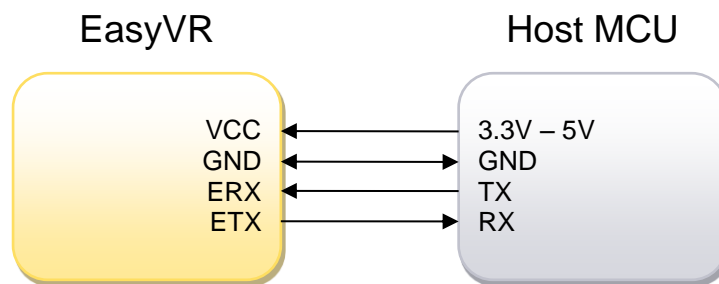 EasyVR
Host MCU
VCC
3.3V – 5V
GND
GND
ERX
TX
ETX
RX